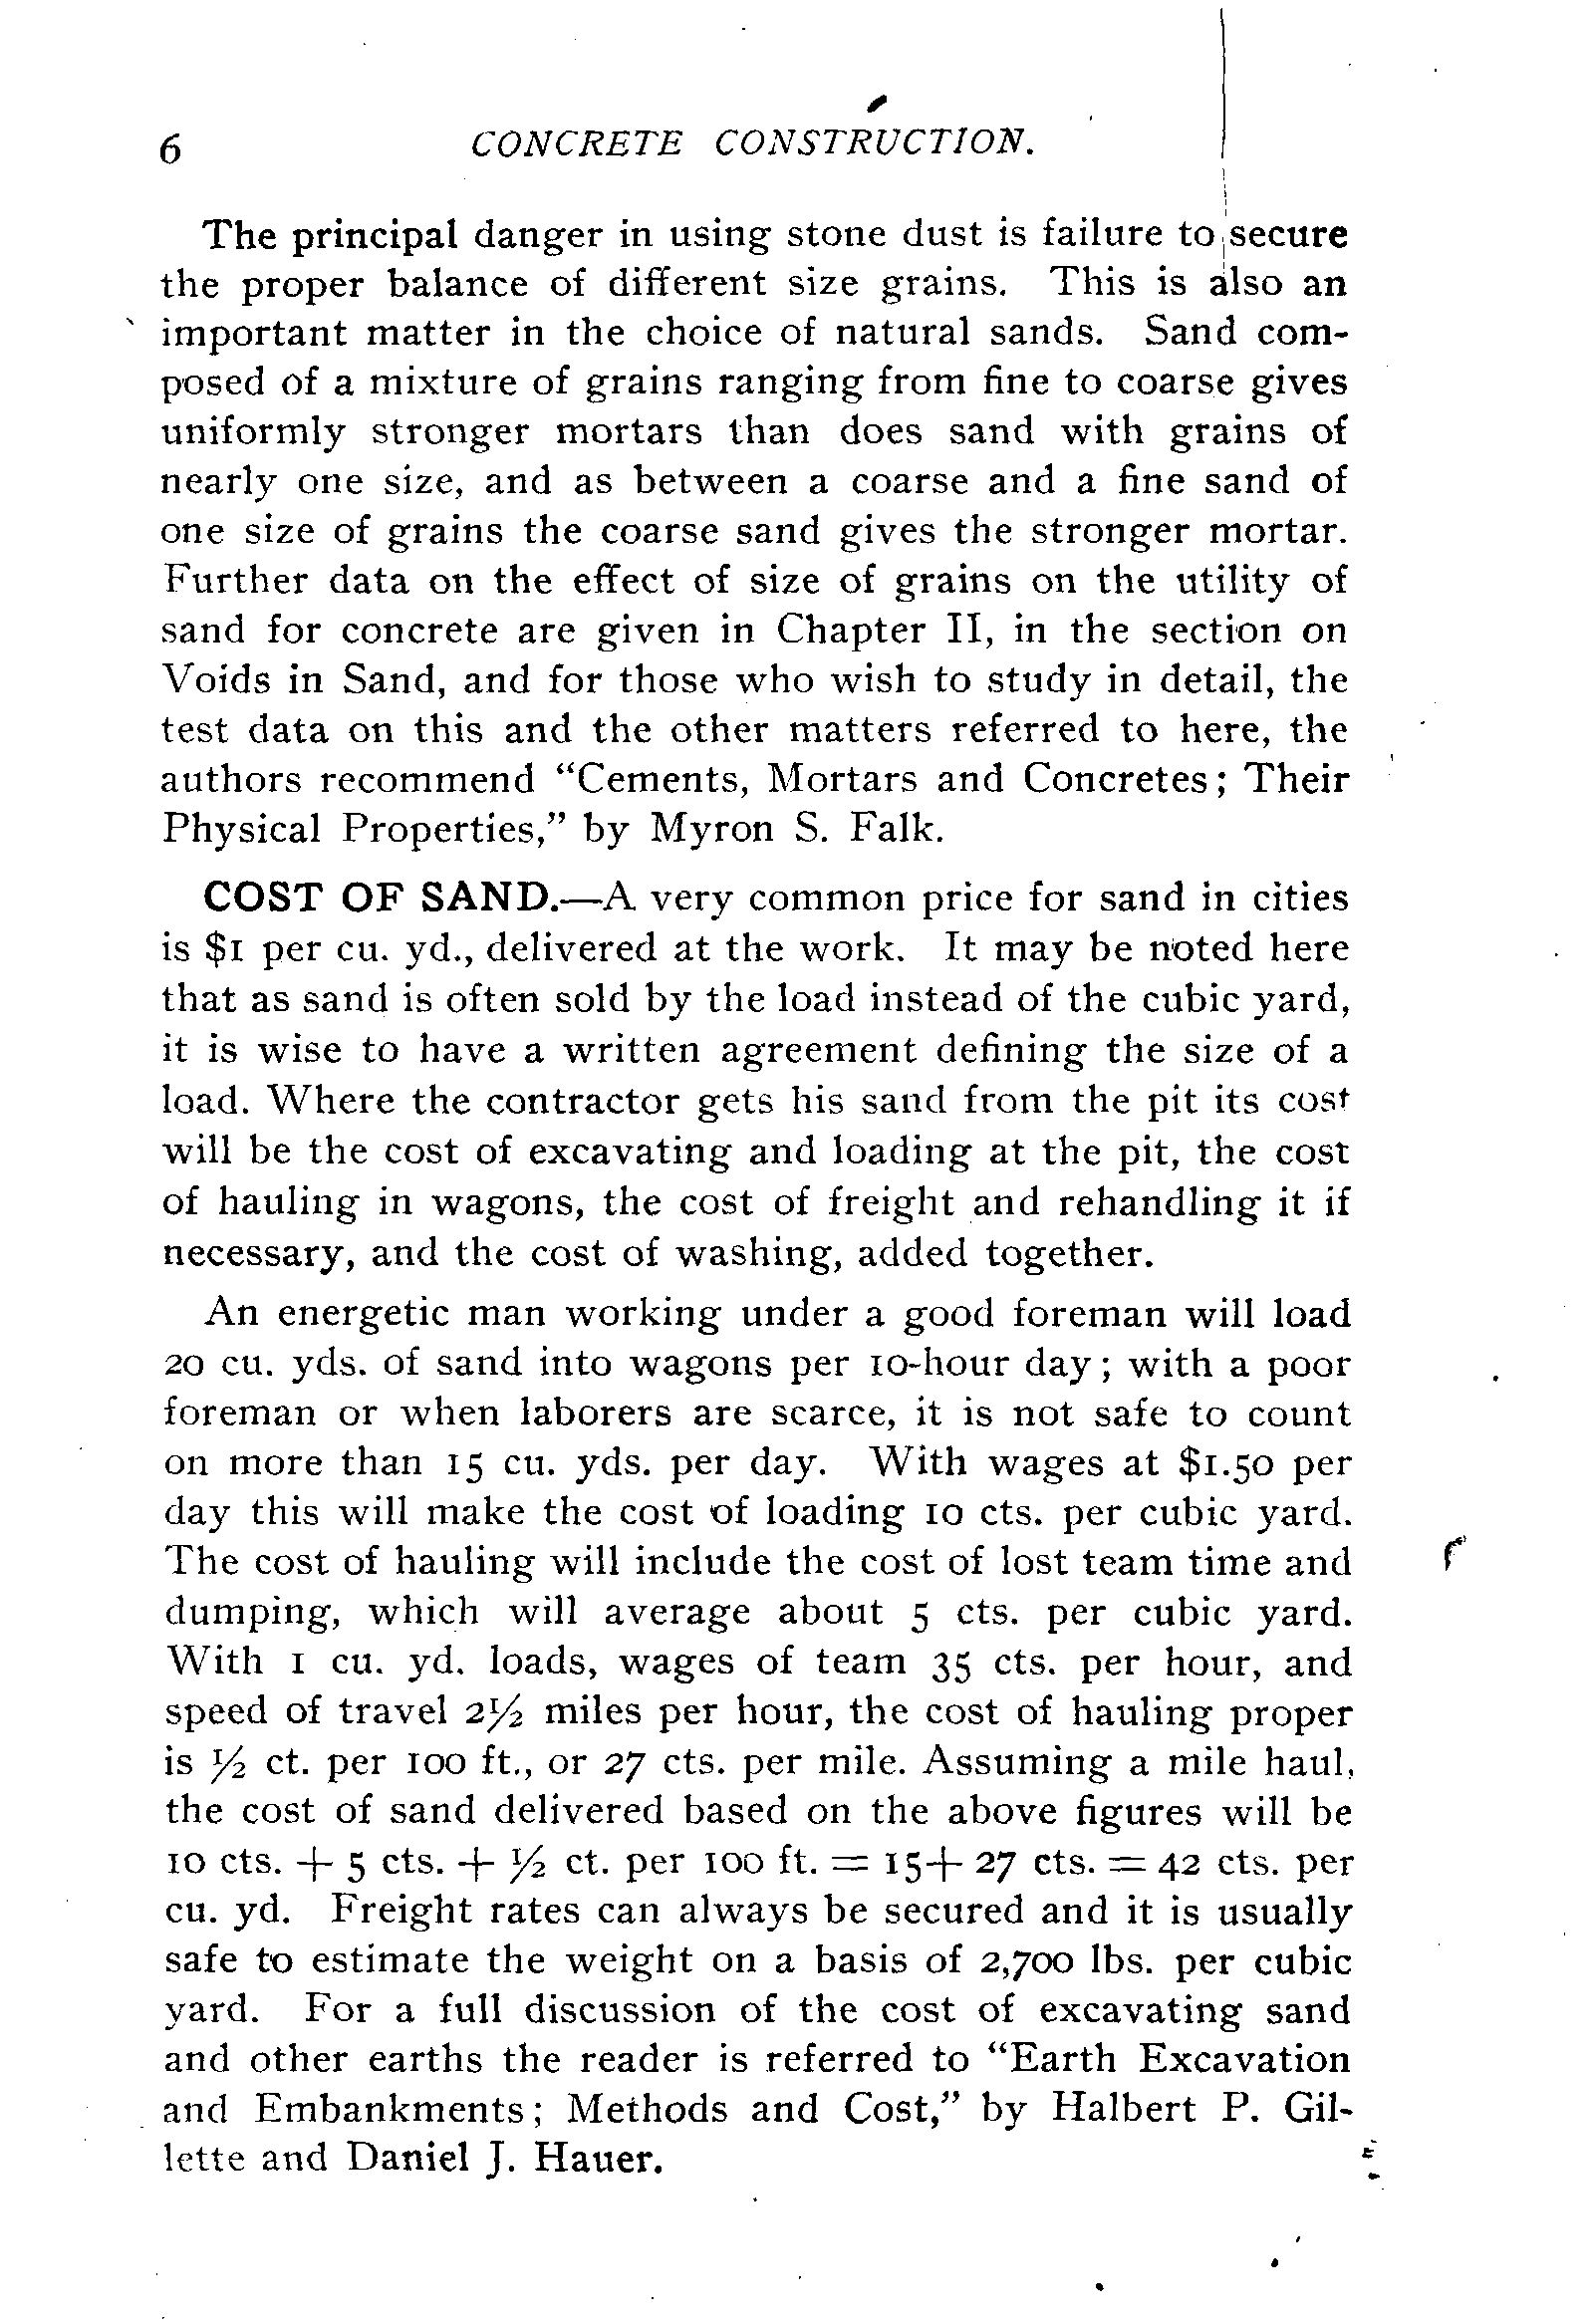 6 CONCRETE CONSTRUCTION.
The principal danger in using stone dust is failure to secure
the proper balance of different size grains. This is also an
important matter in the choice of natural sands. Sand com-
posed of a mixture of grains ranging from fine to coarse gives
uniformly stronger mortars than does sand with grains of
nearly one size, and as between a coarse and a fine sand of
one size of grains the coarse sand gives the stronger mortar.
Further data on the effect of size of grains on the utility of
sand for concrete are given in Chapter II, in the section on
Voids in Sand, and for those who wish to study in detail, the
test data on this and the other matters referred to here, the
authors recommend “Cements, Mortars and Concretes; Their
Physical Properties,” by Myron S. Falk.
COST OF SAND.—A very common price for sand in cities
is $1 per cu. yd., delivered at the work. It may be noted here
that as sand is often sold by the load instead of the cubic yard,
it is wise to have a written agreement defining the size of a
load. Where the contractor gets his sand from the pit its cost
will be the cost of excavating and loading at the pit, the cost
of hauling in wagons, the cost of freight and rehandling it if
necessary, and the cost of washing, added together.
An energetic man working under a good foreman will load
20 cu. yds. of sand into wagons per 10-hour day; with a poor
foreman or when laborers are scarce, it is not safe to count
on more than 15 cu. yds. per day. With wages at $1.50 per
day this will make the cost of loading 10 cts. per cubic yard.
The cost of hauling will include the cost of lost team time and
dumping, which will average about 5 cts. per cubic yard.
With 1 cu. yd. loads, wages of team 35 cts. per hour, and
speed of travel 2½ miles per hour, the cost of hauling proper
is ½ ct. per 100 ft., or 27 cts. per mile. Assuming a mile haul,
the cost of sand delivered based on the above figures will be
10 cts. + 5 cts. + ½ ct. per 100 ft. = 15+ 27 cts. = 42 cts. per
cu. yd. Freight rates can always be secured and it is usually
safe to estimate the weight on a basis of 2,700 lbs. per cubic
yard. For a full discussion of the cost of excavating sand
and other earths the reader is referred to “Earth Excavation
and Embankments; Methods and Cost,” by Halbert P. Gil-
lette and Daniel J. Hauer.